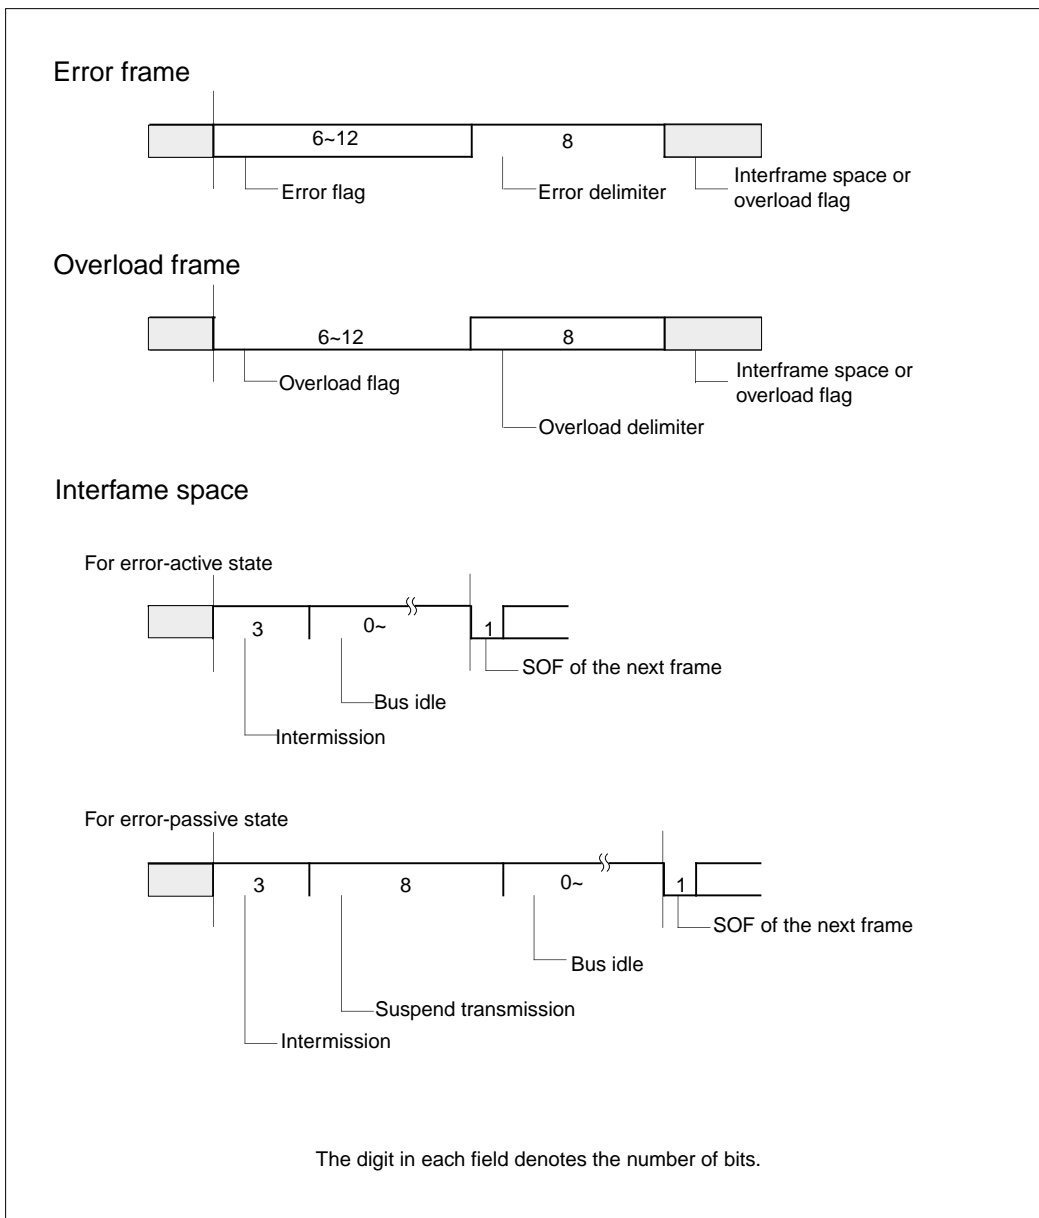 Error frame
6~12
8
Error flag
Error delimiter
Interframe space or
overload flag
Overload frame
6~12
8
Overload flag
Interframe space or
overload flag
Overload delimiter
Interfame space
For error-active state
3
0~
1
SOF of the next frame
Bus idle
Intermission
For error-passive state
3
8
0~
1
SOF of the next frame
Bus idle
Suspend transmission
Intermission
The digit in each field denotes the number of bits.